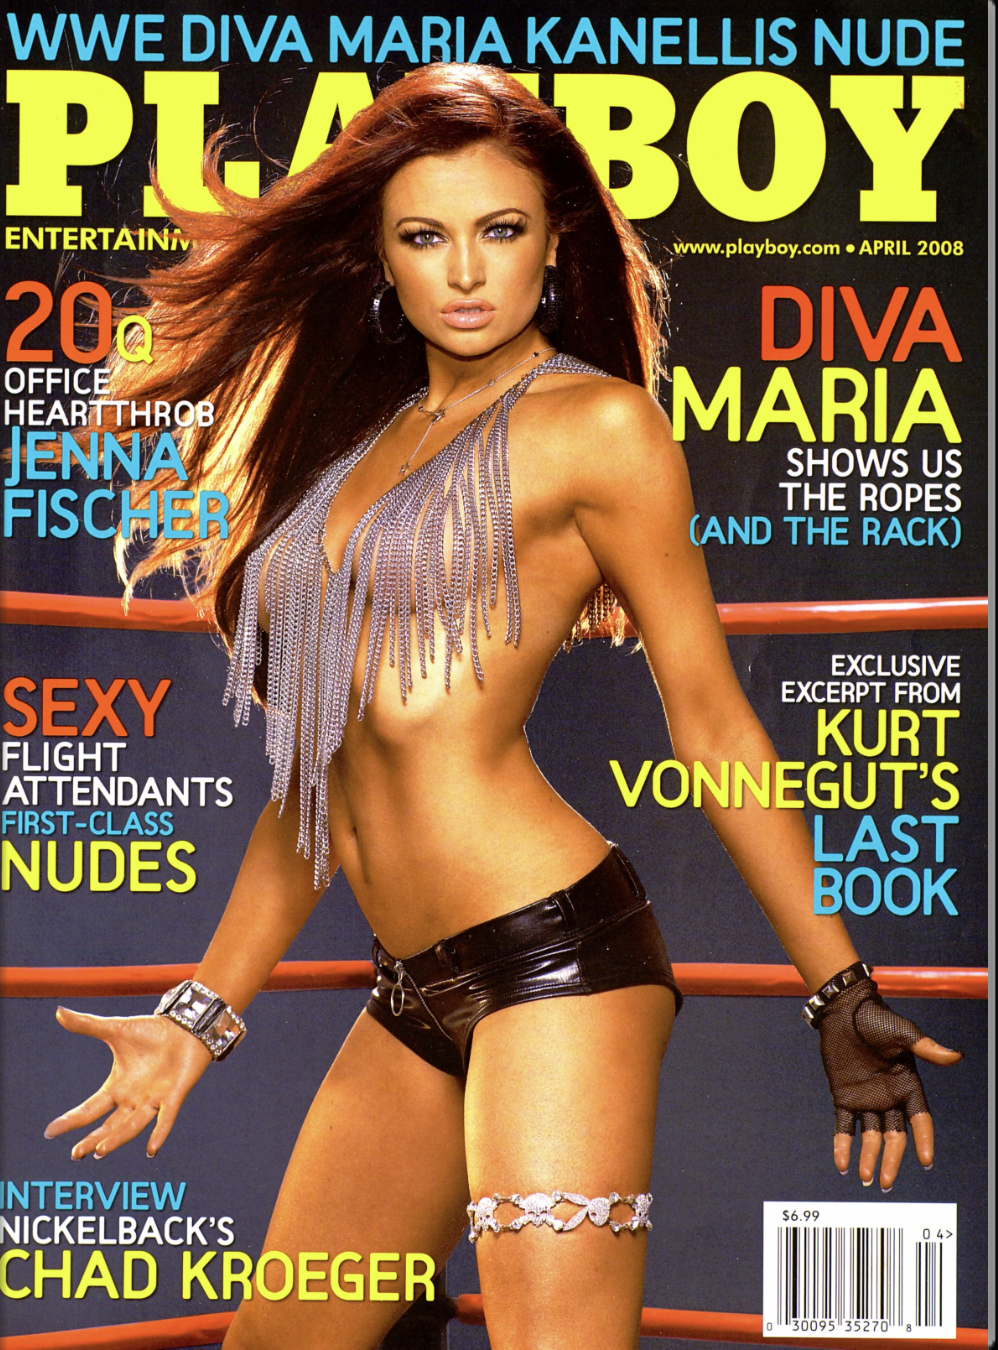 WWE DIVA MARIA KANELLIS NUDE
PLAYBOY
ENTERTAINM
www.playboy.com • APRIL 2008
20Q
OFFICE
HEARTTHROB
JENNA
FISCHER
DIVA
MARIA
SHOWS US
THE ROPES
(AND THE RACK)
SEXY
FLIGHT
ATTENDANTS
FIRST-CLASS
NUDES
EXCLUSIVE
EXCERPT FROM
KURT
VONNEGUT'S
LAST
BOOK
INTERVIEW
NICKELBACK'S
CHAD KROEGER
$6.99
04>
0 30095 35270 8